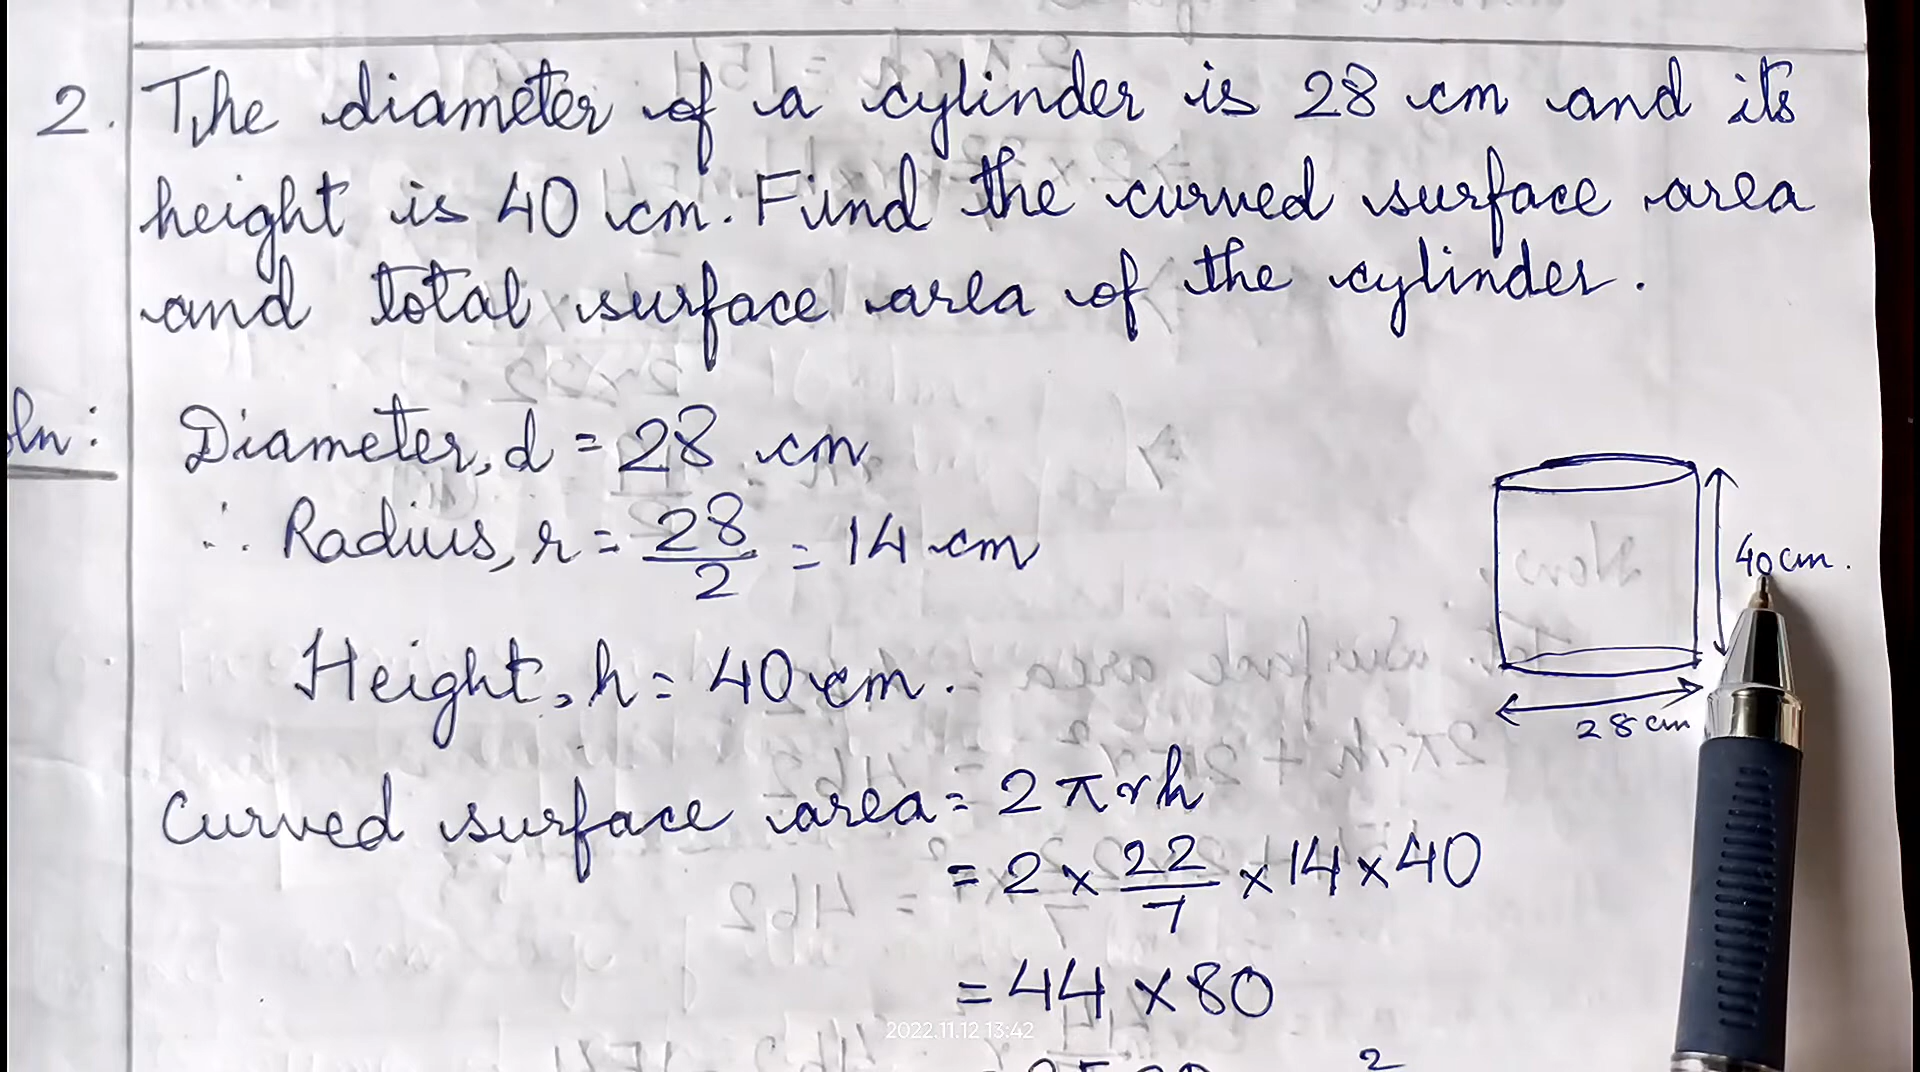 2. The diameter of a cylinder is 28 cm and its
height is 40 cm. Find the curved surface area
and total surface area of the cylinder.
oln:
Diameter, d = 28 cm
∴ Radius, r = 28/2 = 14 cm
Height, h = 40 cm.
40 cm.
28 cm
Curved surface area = 2πrh
= 2 × 22/7 × 14 × 40
= 44 × 80
2022.11.12 13:42